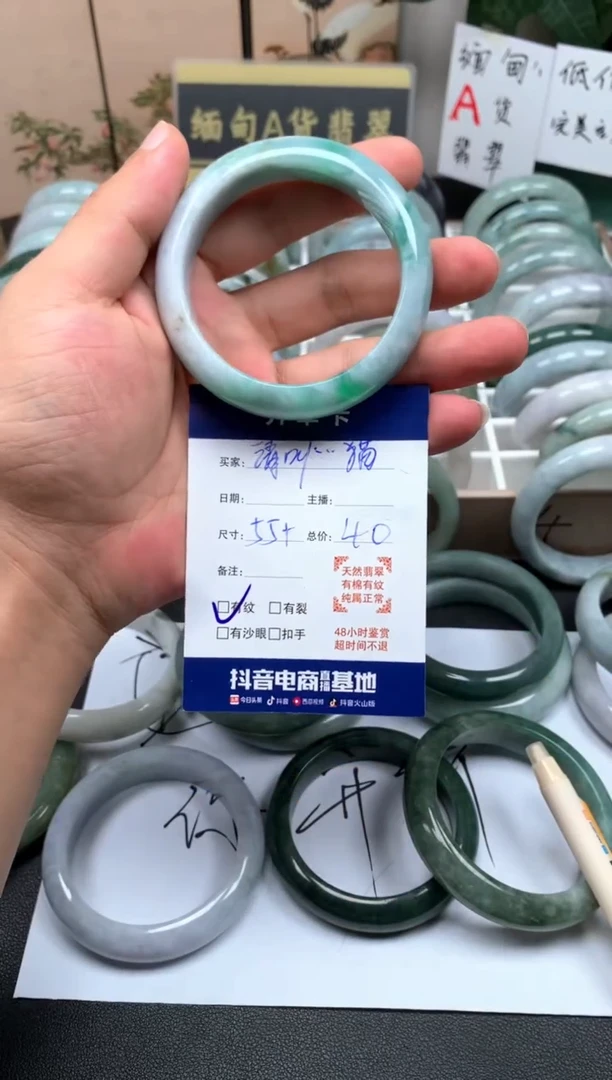 缅甸A货翡翠
缅甸
A货
翡翠
低
完美
买家：
日期： 主播：
尺寸：55+ 总价：40
备注：
天然翡翠
有棉有纹
纯属正常
有纹 有裂
有沙眼 扣手
48小时鉴赏
超时间不退
抖音电商直播基地
今日头条 抖音 西瓜视频 抖音火山版